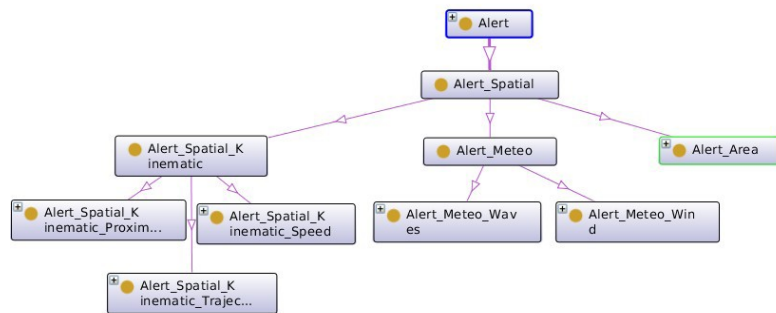 Alert
Alert_Spatial
Alert_Spatial_K
inematic
Alert_Meteo
Alert_Area
Alert_Spatial_K
inematic_Proxim...
Alert_Spatial_K
inematic_Speed
Alert_Meteo_Wav
es
Alert_Meteo_Win
d
Alert_Spatial_K
inematic_Trajec...